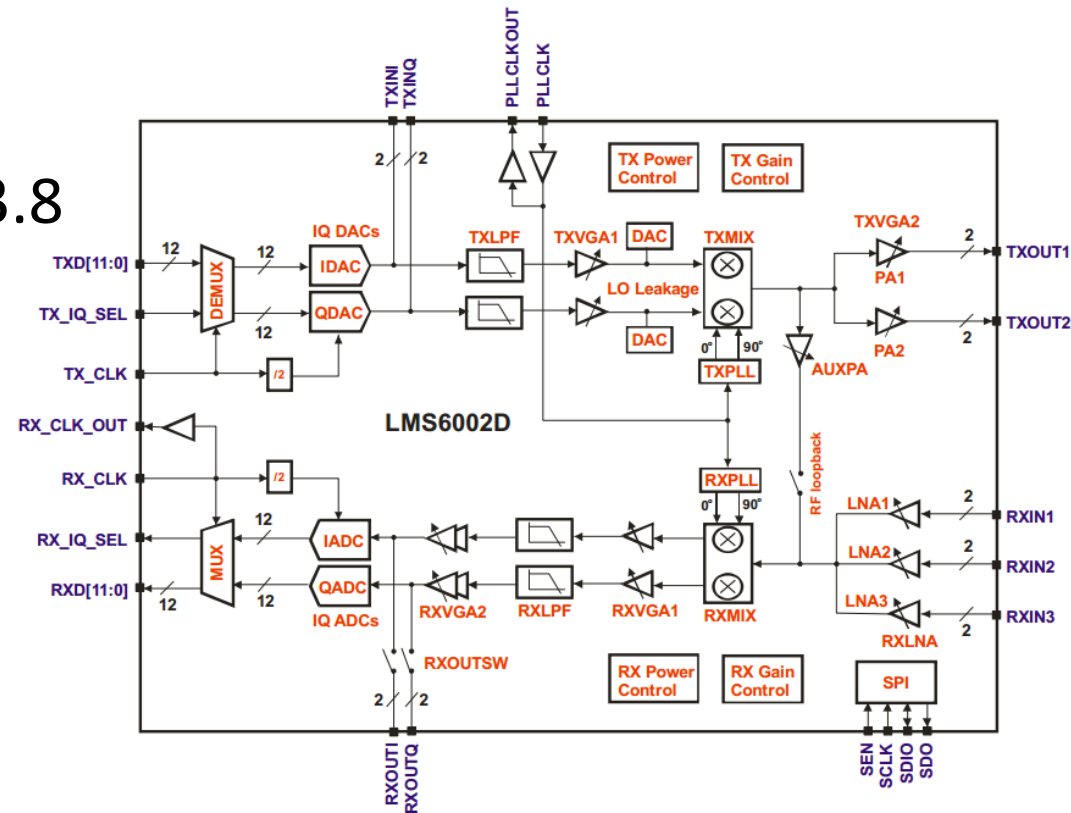 PLLCLKOUT
PLLCLK
TXINI
TXINQ
2
2
TX Power
Control
TX Gain
Control
3.8
IQ DACs
TXLPF
TXVGA1
DAC
TXMIX
TXVGA2
12
TXD[11:0]
12
IDAC
2
TXOUT1
DEMUX
PA1
LO Leakage
TX_IQ_SEL
12
QDAC
2
TXOUT2
DAC
PA2
0°
90°
TX_CLK
/2
TXPLL
AUXPA
LMS6002D
RX_CLK_OUT
RX_CLK
/2
RXPLL
RF loopback
0°
90°
LNA1
2
RXIN1
12
RX_IQ_SEL
IADC
MUX
LNA2
2
RXIN2
RXD[11:0]
12
12
QADC
IQ ADCs
RXVGA2
RXLPF
RXVGA1
RXMIX
LNA3
2
RXIN3
RXLNA
RXOUTSW
RX Power
Control
RX Gain
Control
SPI
2
2
RXOUTI
RXOUTQ
SEN
SCLK
SDIO
SDO